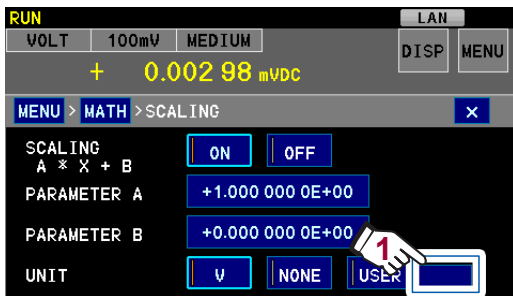 RUN LAN
VOLT 100mV MEDIUM DISP MENU
+ 0.002 98 mVDC
MENU > MATH >SCALING ×
SCALING ON OFF
A * X + B
PARAMETER A +1.000 000 0E+00
PARAMETER B +0.000 000 0E+00
1
UNIT V NONE USER